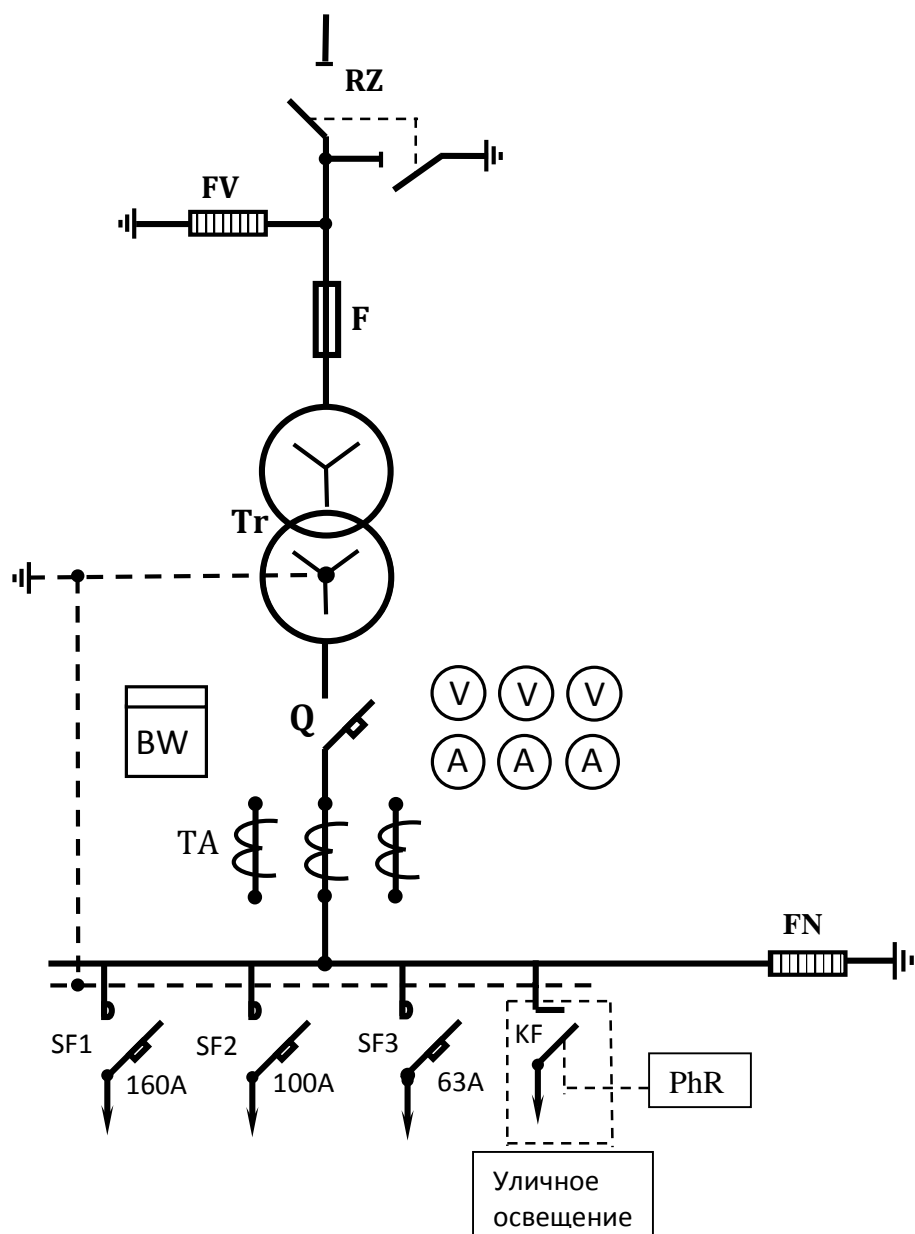 RZ
FV
F
Tr
Q
V V V
BW
A A A
TA
FN
SF1
SF2
SF3
KF
160A
100A
63A
PhR
Уличное
освещение